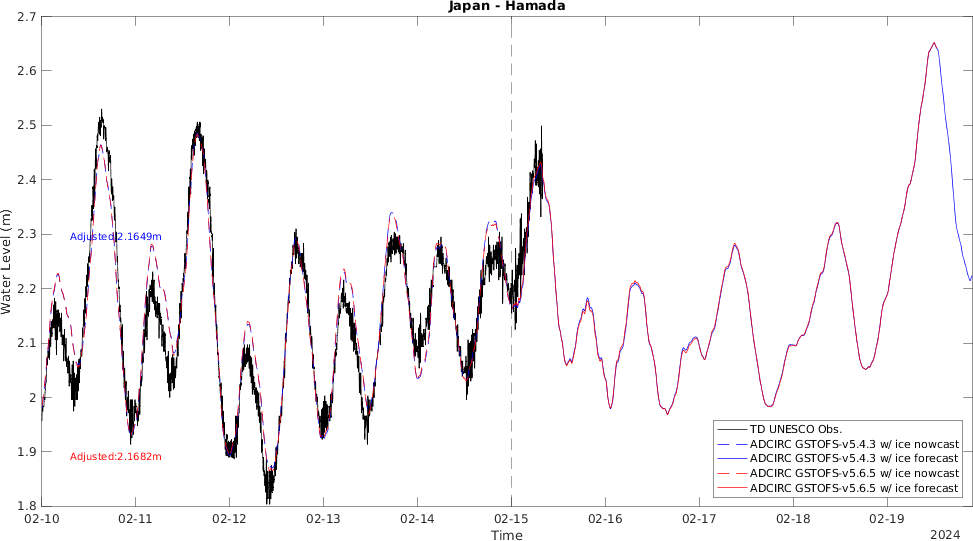 Japan - Hamada
2.7
2.6
2.5
2.4
2.3
2.2
2.1
2
1.9
1.8
Water Level (m)
Adjusted:2.1649m
Adjusted:2.1682m
TD UNESCO Obs.
ADCIRC GSTOFS-v5.4.3 w/ ice nowcast
ADCIRC GSTOFS-v5.4.3 w/ ice forecast
ADCIRC GSTOFS-v5.6.5 w/ ice nowcast
ADCIRC GSTOFS-v5.6.5 w/ ice forecast
02-10 02-11 02-12 02-13 02-14 02-15 02-16 02-17 02-18 02-19
Time
2024